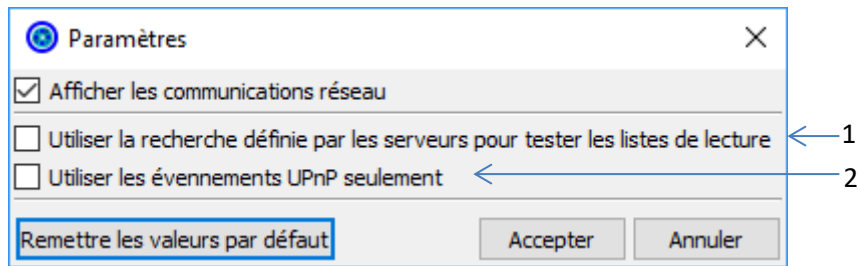 Paramètres
Afficher les communications réseau
Utiliser la recherche définie par les serveurs pour tester les listes de lecture 1
Utiliser les évennements UPnP seulement 2
Remettre les valeurs par défaut Accepter Annuler